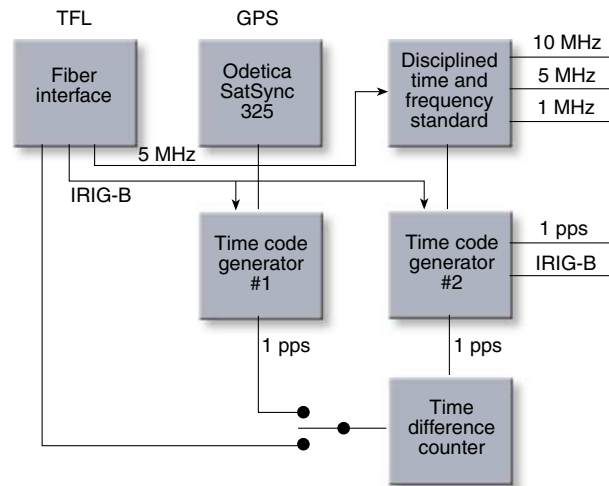 TFL
GPS
Fiber
interface
Odetica
SatSync
325
Disciplined
time and
frequency
standard
10 MHz
5 MHz
1 MHz
5 MHz
IRIG-B
Time code
generator
#1
Time code
generator
#2
1 pps
IRIG-B
1 pps
1 pps
Time
difference
counter